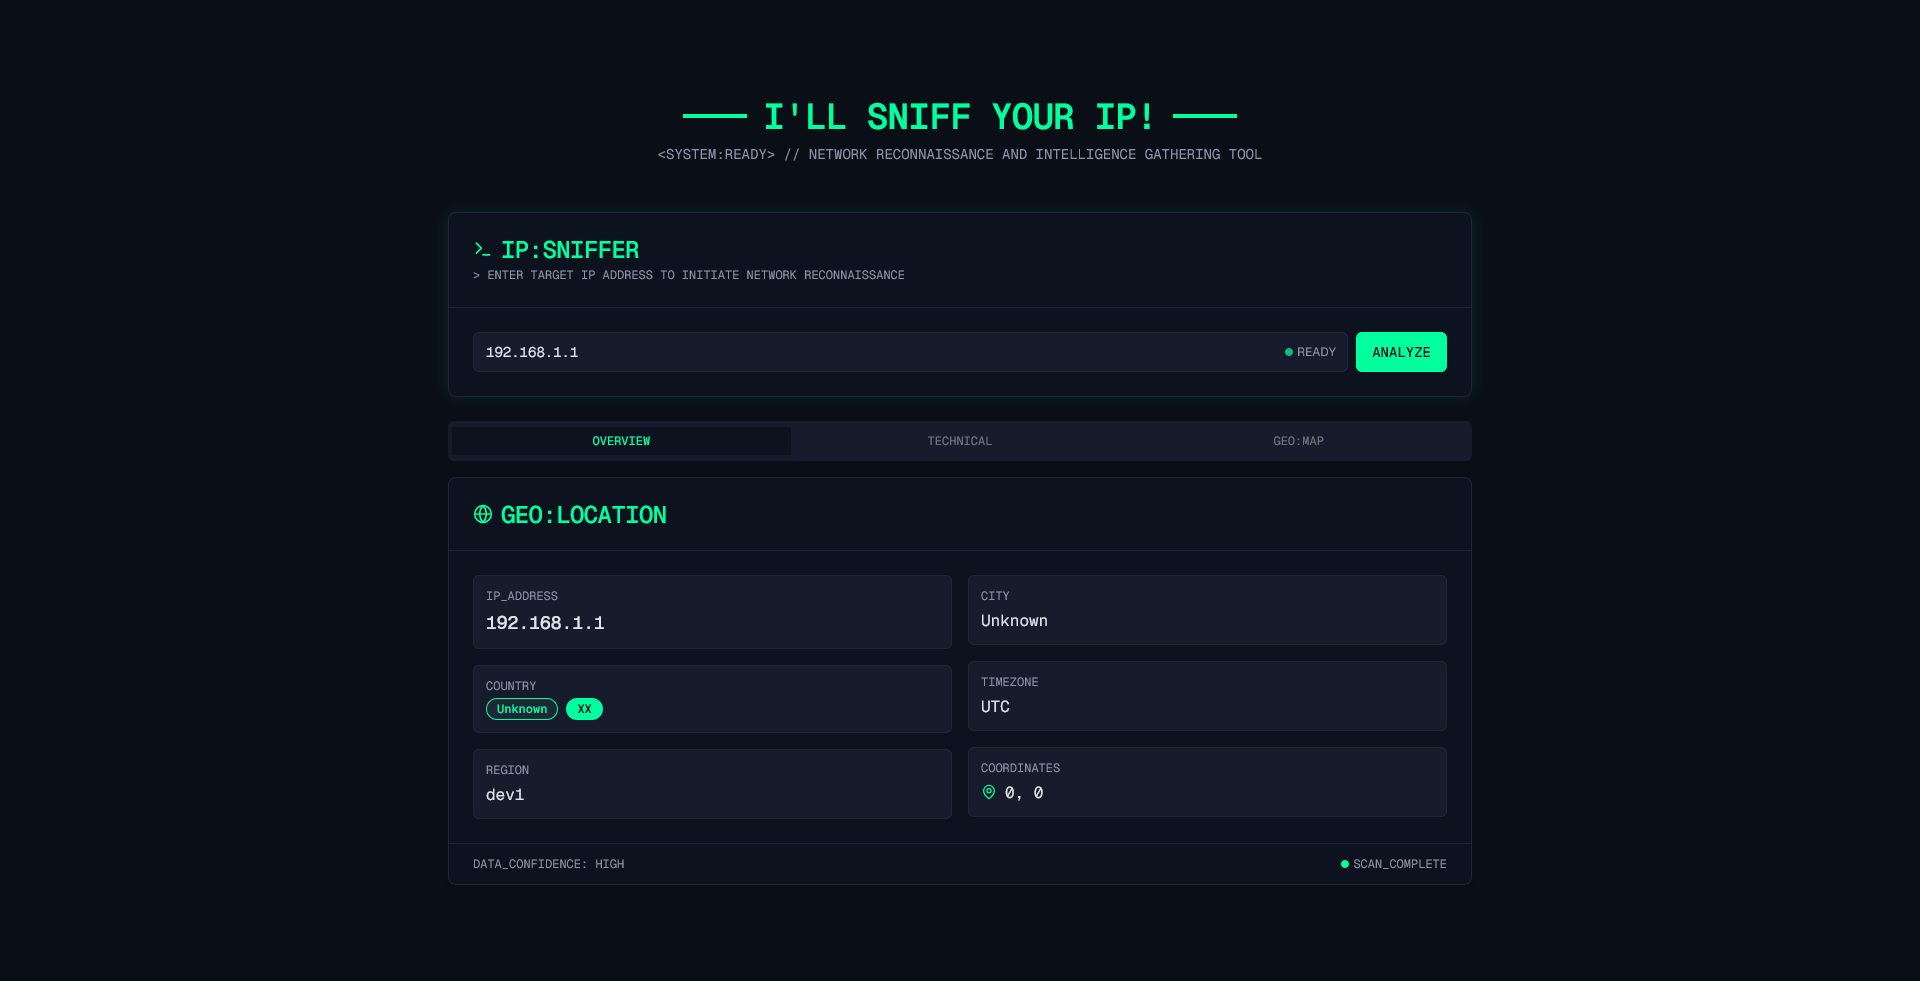 I'LL SNIFF YOUR IP!
<SYSTEM:READY> // NETWORK RECONNAISSANCE AND INTELLIGENCE GATHERING TOOL
IP:SNIFFER
> ENTER TARGET IP ADDRESS TO INITIATE NETWORK RECONNAISSANCE
192.168.1.1 READY ANALYZE
OVERVIEW TECHNICAL GEO:MAP
GEO:LOCATION
IP_ADDRESS
192.168.1.1
COUNTRY
Unknown XX
REGION
dev1
CITY
Unknown
TIMEZONE
UTC
COORDINATES
0, 0
DATA_CONFIDENCE: HIGH SCAN_COMPLETE